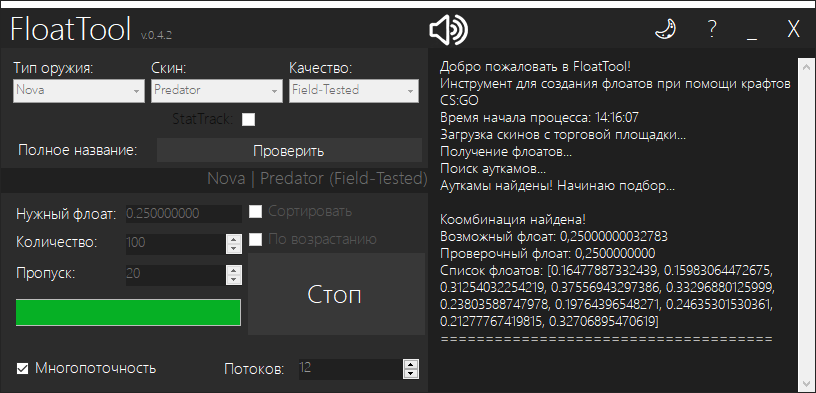 FloatTool v.0.4.2
? _ X
Тип оружия: Скин: Качество:
Nova Predator Field-Tested
StatTrack:
Полное название: Проверить
Nova | Predator (Field-Tested)
Нужный флоат: 0.250000000 Сортировать
Количество: 100 По возрастанию
Пропуск: 20
Стоп
Многопоточность Потоков: 12
Добро пожаловать в FloatTool!
Инструмент для создания флоатов при помощи крафтов
CS:GO
Время начала процесса: 14:16:07
Загрузка скинов с торговой площадки...
Получение флоатов...
Поиск ауткамов...
Ауткамы найдены! Начинаю подбор...
Коомбинация найдена!
Возможный флоат: 0,25000000032783
Проверочный флоат: 0,2500000000
Список флоатов: [0.16477887332439, 0.15983064472675,
0.31254032254219, 0.37556943297386, 0.33296880125999,
0.23803588747978, 0.19764396548271, 0.24635301530361,
0.21277767419815, 0.32706895470619]
=====================================